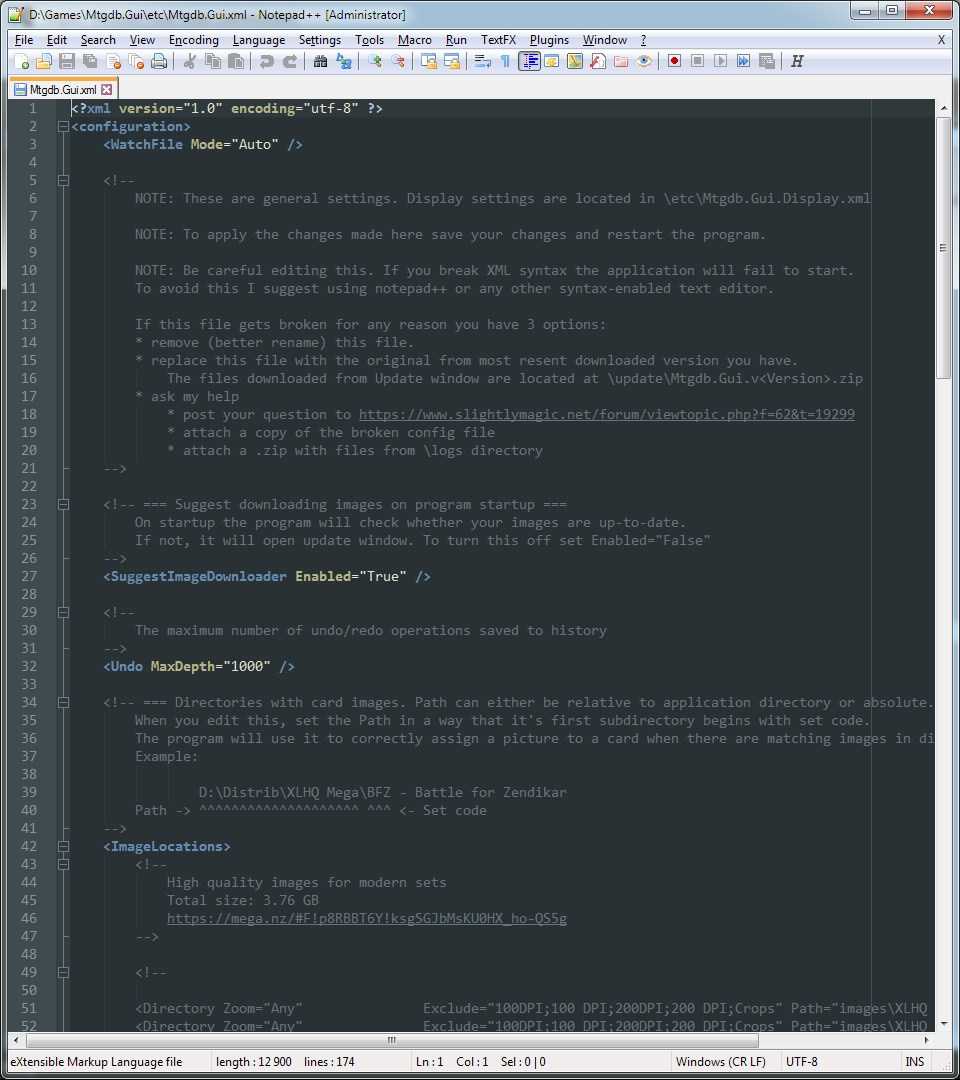 D:\Games\Mtgdb.Gui\etc\Mtgdb.Gui.xml - Notepad++ [Administrator]
File Edit Search View Encoding Language Settings Tools Macro Run TextFX Plugins Window ? X
Mtgdb.Gui.xml
1 <?xml version="1.0" encoding="utf-8" ?>
2 <configuration>
3 <WatchFile Mode="Auto" />
4
5 <!--
6 NOTE: These are general settings. Display settings are located in \etc\Mtgdb.Gui.Display.xml
7
8 NOTE: To apply the changes made here save your changes and restart the program.
9
10 NOTE: Be careful editing this. If you break XML syntax the application will fail to start.
11 To avoid this I suggest using notepad++ or any other syntax-enabled text editor.
12
13 If this file gets broken for any reason you have 3 options:
14 * remove (better rename) this file.
15 * replace this file with the original from most resent downloaded version you have.
16 The files downloaded from Update window are located at \update\Mtgdb.Gui.v<Version>.zip
17 * ask my help
18 * post your question to https://www.slightlymagic.net/forum/viewtopic.php?f=62&t=19299
19 * attach a copy of the broken config file
20 * attach a .zip with files from \logs directory
21 -->
22
23 <!-- === Suggest downloading images on program startup ===
24 On startup the program will check whether your images are up-to-date.
25 If not, it will open update window. To turn this off set Enabled="False"
26 -->
27 <SuggestImageDownloader Enabled="True" />
28
29 <!--
30 The maximum number of undo/redo operations saved to history
31 -->
32 <Undo MaxDepth="1000" />
33
34 <!-- === Directories with card images. Path can either be relative to application directory or absolute.
35 When you edit this, set the Path in a way that it's first subdirectory begins with set code.
36 The program will use it to correctly assign a picture to a card when there are matching images in di
37 Example:
38
39 D:\Distrib\XLHQ Mega\BFZ - Battle for Zendikar
40 Path -> ^^^^^^^^^^^^^^^^^^^^ ^^^ <- Set code
41 -->
42 <ImageLocations>
43 <!--
44 High quality images for modern sets
45 Total size: 3.76 GB
46 https://mega.nz/#F!p8RBBT6Y!ksgSGJbMsKU0HX_ho-QS5g
47 -->
48
49 <!--
50
51 <Directory Zoom="Any" Exclude="100DPI;100 DPI;200DPI;200 DPI;Crops" Path="images\XLHQ
52 <Directory Zoom="Any" Exclude="100DPI;100 DPI;200DPI;200 DPI;Crops" Path="images\XLHQ
eXtensible Markup Language file length : 12 900 lines : 174 Ln : 1 Col : 1 Sel : 0 | 0 Windows (CR LF) UTF-8 INS